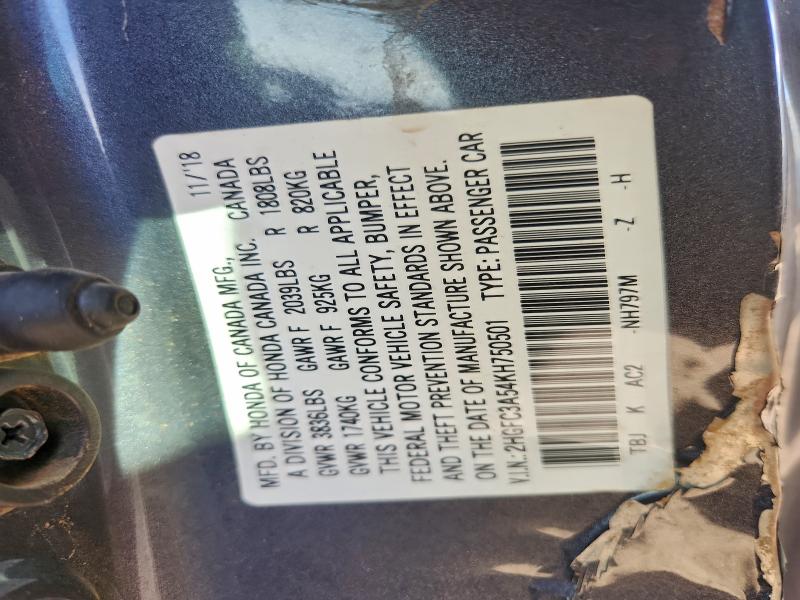 MFD. BY HONDA OF CANADA MFG., 11/'18
A DIVISION OF HONDA CANADA INC. CANADA
GVWR 3836LBS GAWR F 2039LBS R 1808LBS
GVWR 1740KG GAWR F 925KG R 820KG
THIS VEHICLE CONFORMS TO ALL APPLICABLE
FEDERAL MOTOR VEHICLE SAFETY, BUMPER,
AND THEFT PREVENTION STANDARDS IN EFFECT
ON THE DATE OF MANUFACTURE SHOWN ABOVE.
V.I.N.: 2HGFC3A54KH750501 TYPE: PASSENGER CAR
TBJ K AC2 -NH797M -Z -H